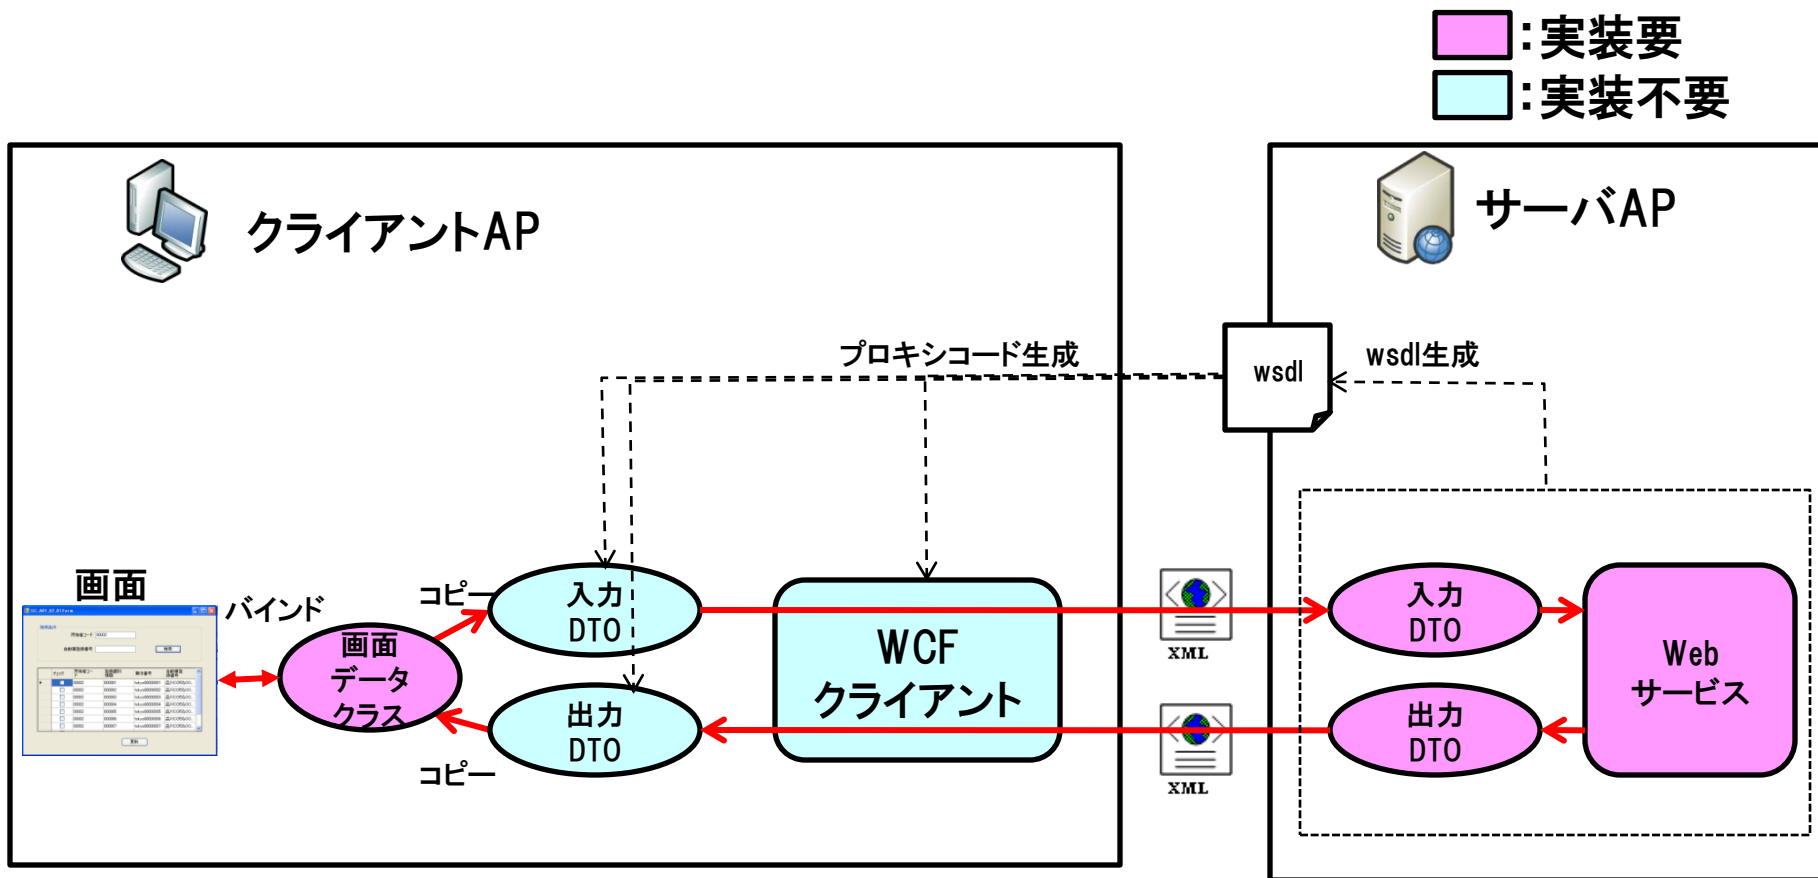 :実装要
:実装不要
クライアントAP
サーバAP
プロキシコード生成
wsdl
wsdl生成
画面
バインド
コピー
コピー
画面
データ
クラス
入力
DTO
出力
DTO
WCF
クライアント
XML
XML
入力
DTO
出力
DTO
Web
サービス